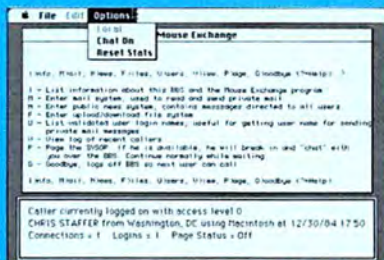 File Edit Options
Local
Chat On
Reset Stats
Mouse Exchange
Info, Mail, News, Files, Users, View, Page, Goodbye (?=Help) ?
I - List information about this BBS and the Mouse Exchange program
M - Enter mail system, used to read and send private mail
N - Enter public news system, contains messages directed to all users
F - Enter upload/download file system
U - List validated user login names, useful for getting user name for sending
private mail messages
V - View log of recent callers
P - Page the SYSOP. If he is available, he will break in and "chat" with
you over the BBS. Continue normally while waiting
G - Goodbye, logs off BBS so next user can call
Info, Mail, News, Files, Users, View, Page, Goodbye (?=Help)
Caller currently logged on with access level 0
CHRIS STAFFER from Washington, DC using Macintosh at 12/30/84 17:50
Connections = 1 Logins = 1 Page Status = Off